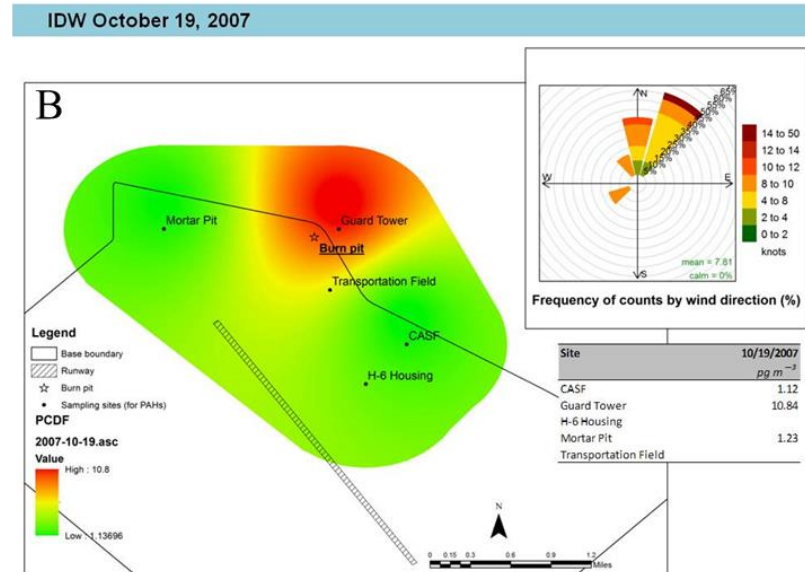 IDW October 19, 2007
B
Mortar Pit
Guard Tower
Burn pit
Transportation Field
CASF
H-6 Housing
Legend
Base boundary
Runway
Burn pit
Sampling sites (for PAHs)
PCDF
2007-10-19.asc
Value
High : 10.8
Low : 1.13696
N
0 0.15 0.3 0.6 0.9 1.2
Miles
N
W
E
S
mean = 7.81
calm = 0%
14 to 50
12 to 14
10 to 12
8 to 10
4 to 8
2 to 4
0 to 2
knots
Frequency of counts by wind direction (%)
Site 10/19/2007
pg m⁻³
CASF 1.12
Guard Tower 10.84
H-6 Housing
Mortar Pit 1.23
Transportation Field